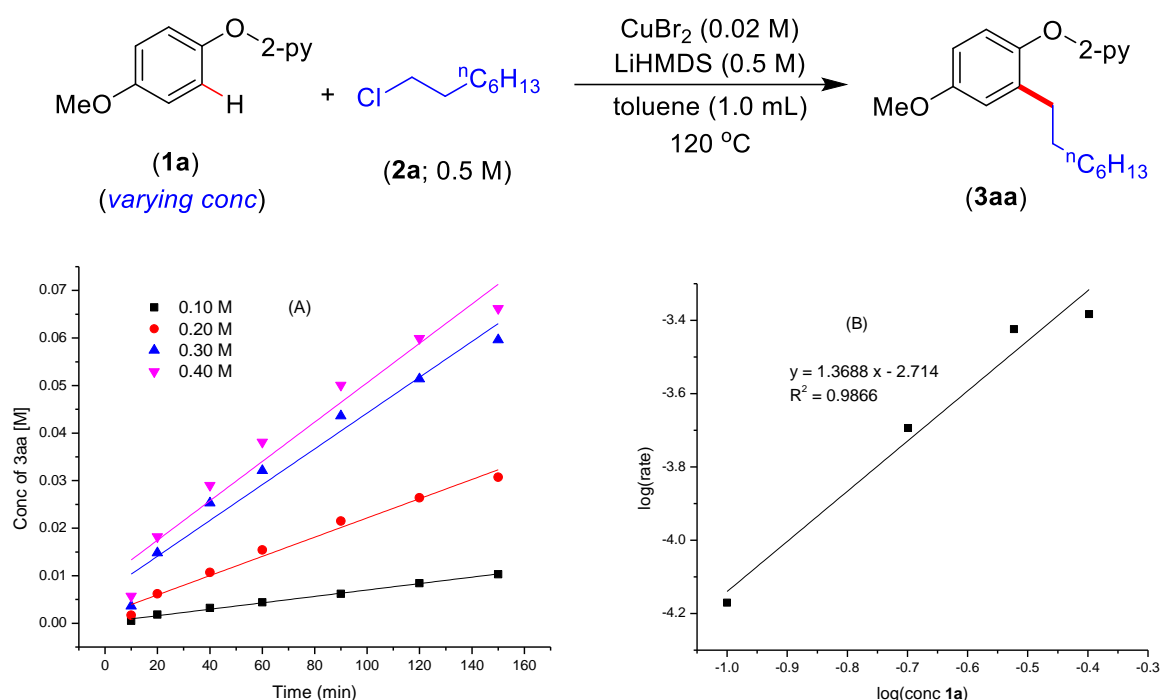 O
2-py
MeO
H
+
Cl
ⁿC₆H₁₃
(1a)
(varying conc)
(2a; 0.5 M)
CuBr₂ (0.02 M)
LiHMDS (0.5 M)
toluene (1.0 mL)
120 °C
O
2-py
MeO
ⁿC₆H₁₃
(3aa)
(A)
0.10 M
0.20 M
0.30 M
0.40 M
0.07
0.06
0.05
0.04
0.03
0.02
0.01
0.00
Conc of 3aa [M]
0 20 40 60 80 100 120 140 160
Time (min)
(B)
y = 1.3688 x - 2.714
R² = 0.9866
-3.4
-3.6
-3.8
-4.0
-4.2
log(rate)
-1.0 -0.9 -0.8 -0.7 -0.6 -0.5 -0.4 -0.3
log(conc 1a)